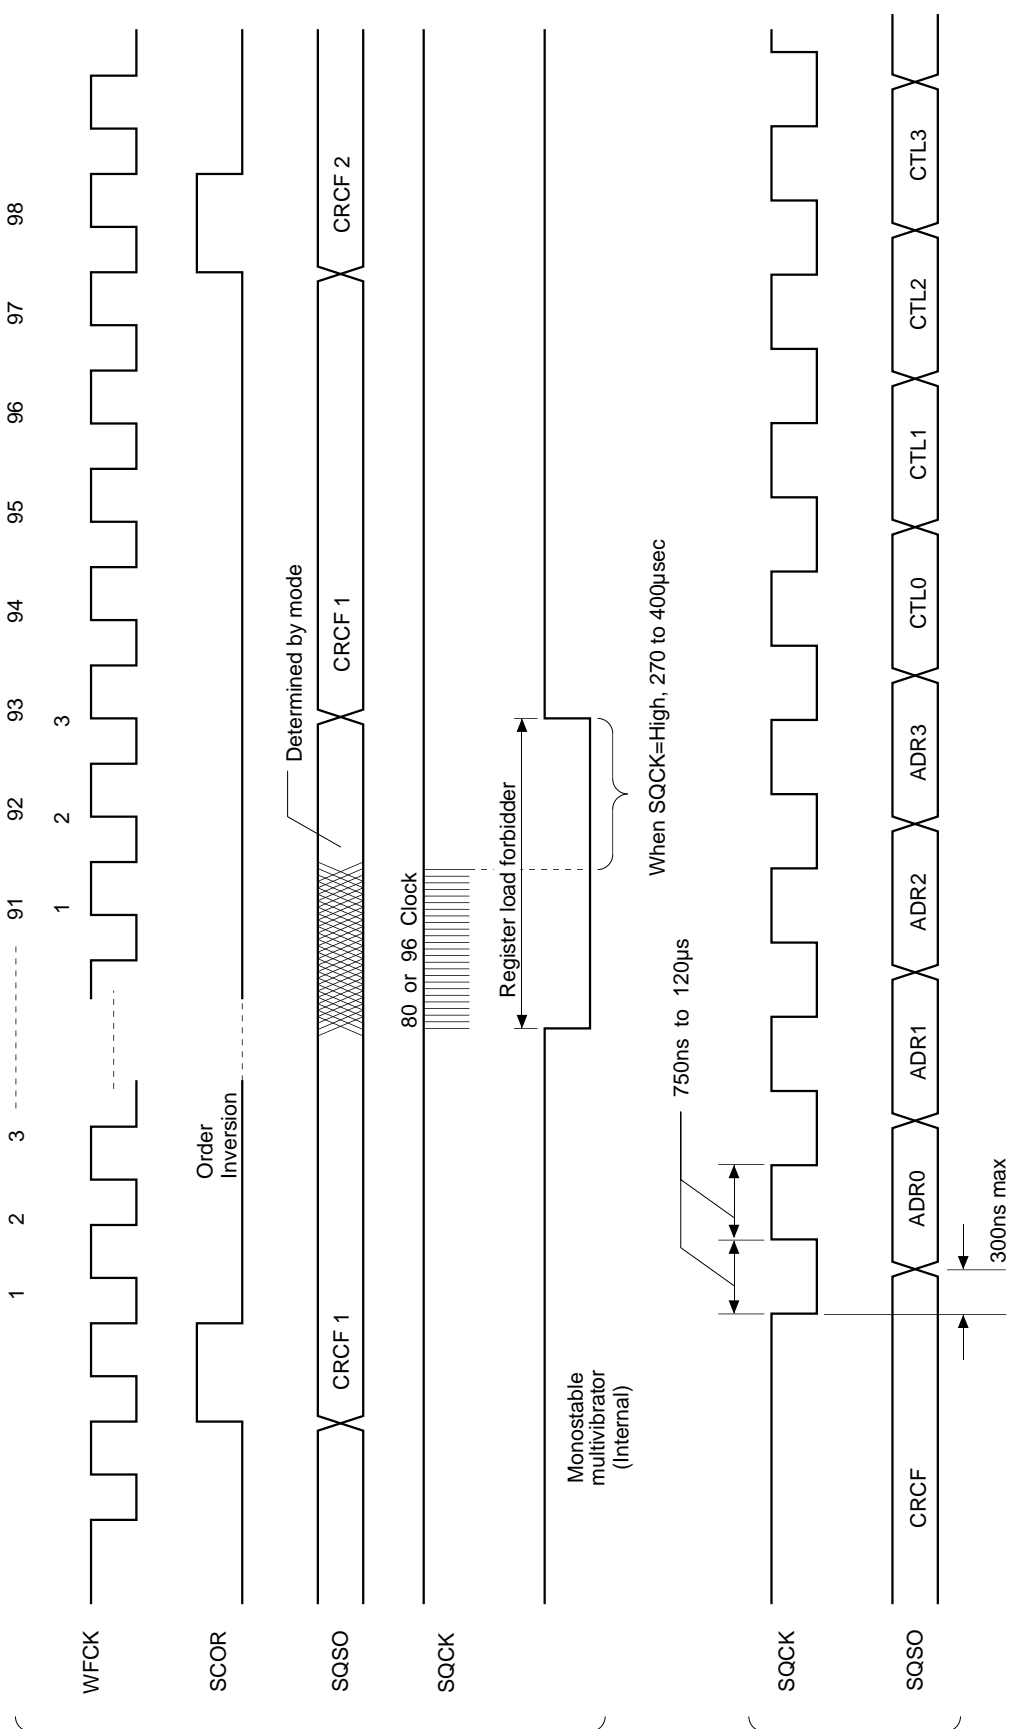 1 2 3 91 92 93 94 95 96 97 98
1 2 3
WFCK
SCOR
Order
Inversion
Determined by mode
SQSO
CRCF 1
CRCF 1
CRCF 2
80 or 96 Clock
SQCK
Register load forbidder
Monostable
multivibrator
(Internal)
When SQCK=High, 270 to 400µsec
750ns to 120µs
SQCK
SQSO
CRCF ADR0 ADR1 ADR2 ADR3 CTL0 CTL1 CTL2 CTL3
300ns max